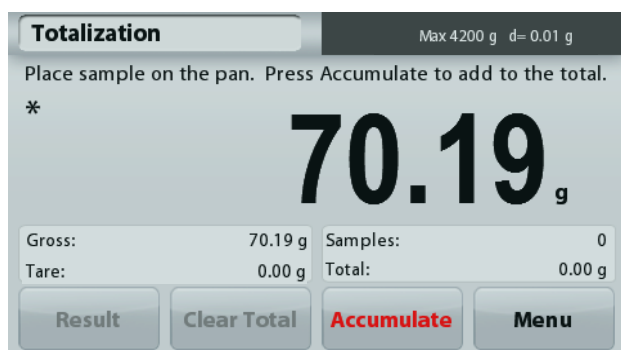 Totalization
Max 4200 g d= 0.01 g
Place sample on the pan. Press Accumulate to add to the total.
*
70.19 g
Gross: 70.19 g Samples: 0
Tare: 0.00 g Total: 0.00 g
Result Clear Total Accumulate Menu